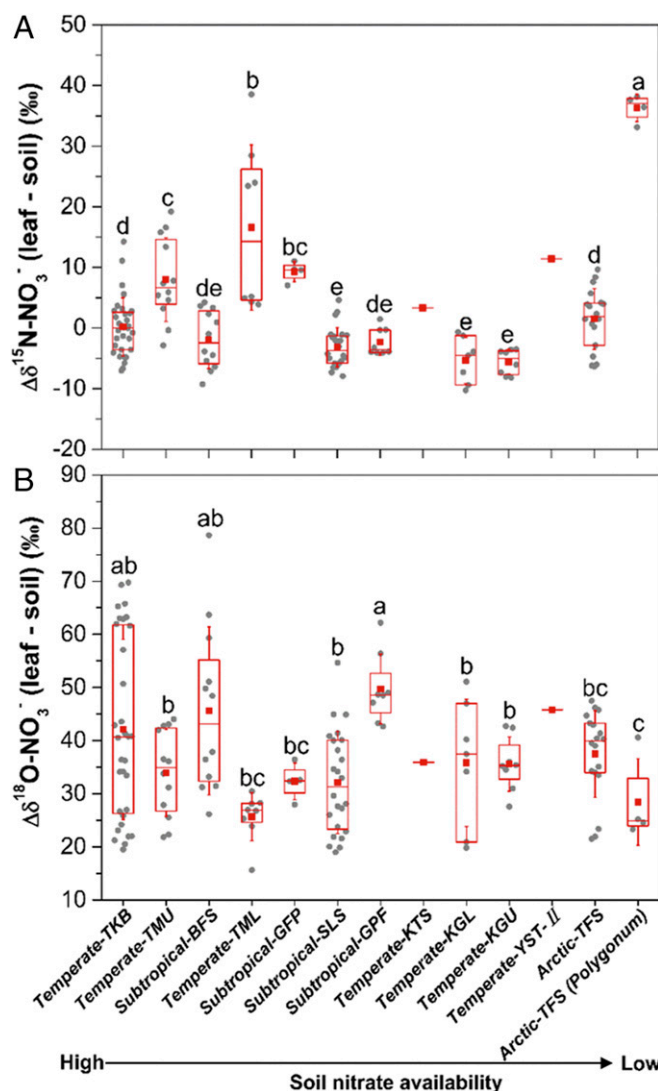 A
Δδ¹⁵N-NO₃⁻ (leaf - soil) (‰)
50
40
30
20
10
0
-10
-20
d
c
de
b
bc
e
de
e
e
d
a
B
Δδ¹⁸O-NO₃⁻ (leaf - soil) (‰)
90
80
70
60
50
40
30
20
10
ab
b
ab
bc
bc
b
a
b
b
bc
c
Temperate-TKB
Temperate-TMU
Subtropical-BFS
Temperate-TML
Subtropical-GFP
Subtropical-SLS
Subtropical-GPF
Temperate-KTS
Temperate-KGL
Temperate-KGU
Temperate-YST-Ⅱ
Arctic-TFS
Arctic-TFS (Polygonum)
High
Low
Soil nitrate availability